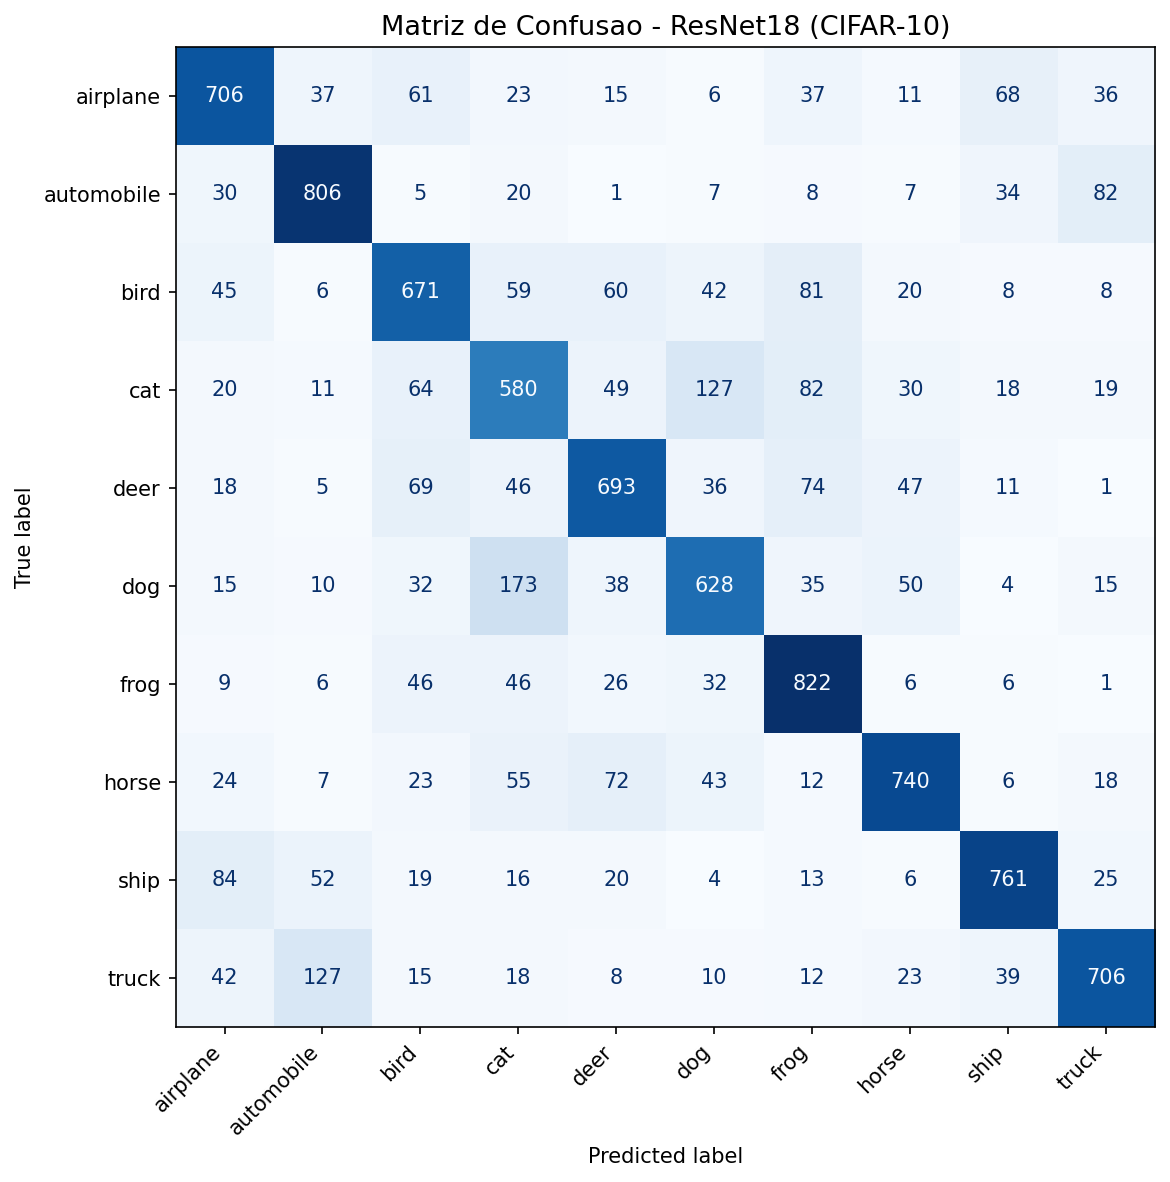 Matriz de Confusao - ResNet18 (CIFAR-10)
airplane 706 37 61 23 15 6 37 11 68 36
automobile 30 806 5 20 1 7 8 7 34 82
bird 45 6 671 59 60 42 81 20 8 8
cat 20 11 64 580 49 127 82 30 18 19
deer 18 5 69 46 693 36 74 47 11 1
dog 15 10 32 173 38 628 35 50 4 15
frog 9 6 46 46 26 32 822 6 6 1
horse 24 7 23 55 72 43 12 740 6 18
ship 84 52 19 16 20 4 13 6 761 25
truck 42 127 15 18 8 10 12 23 39 706
True label
airplane automobile bird cat deer dog frog horse ship truck
Predicted label